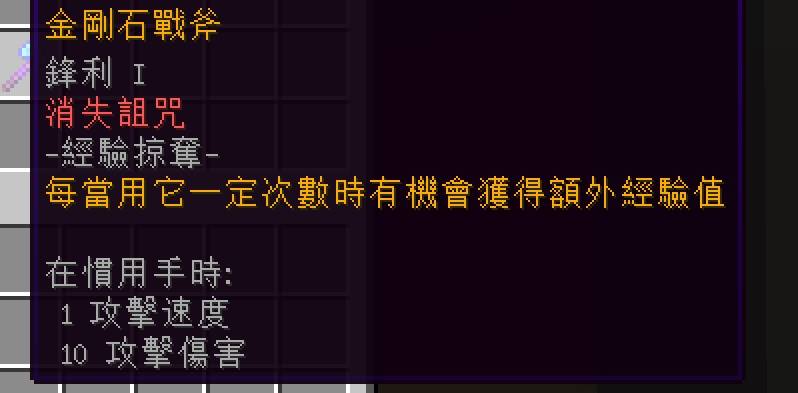 金剛石戰斧
鋒利 I
消失詛咒
-經驗掠奪-
每當用它一定次數時有機會獲得額外經驗值
在慣用手時:
1 攻擊速度
10 攻擊傷害